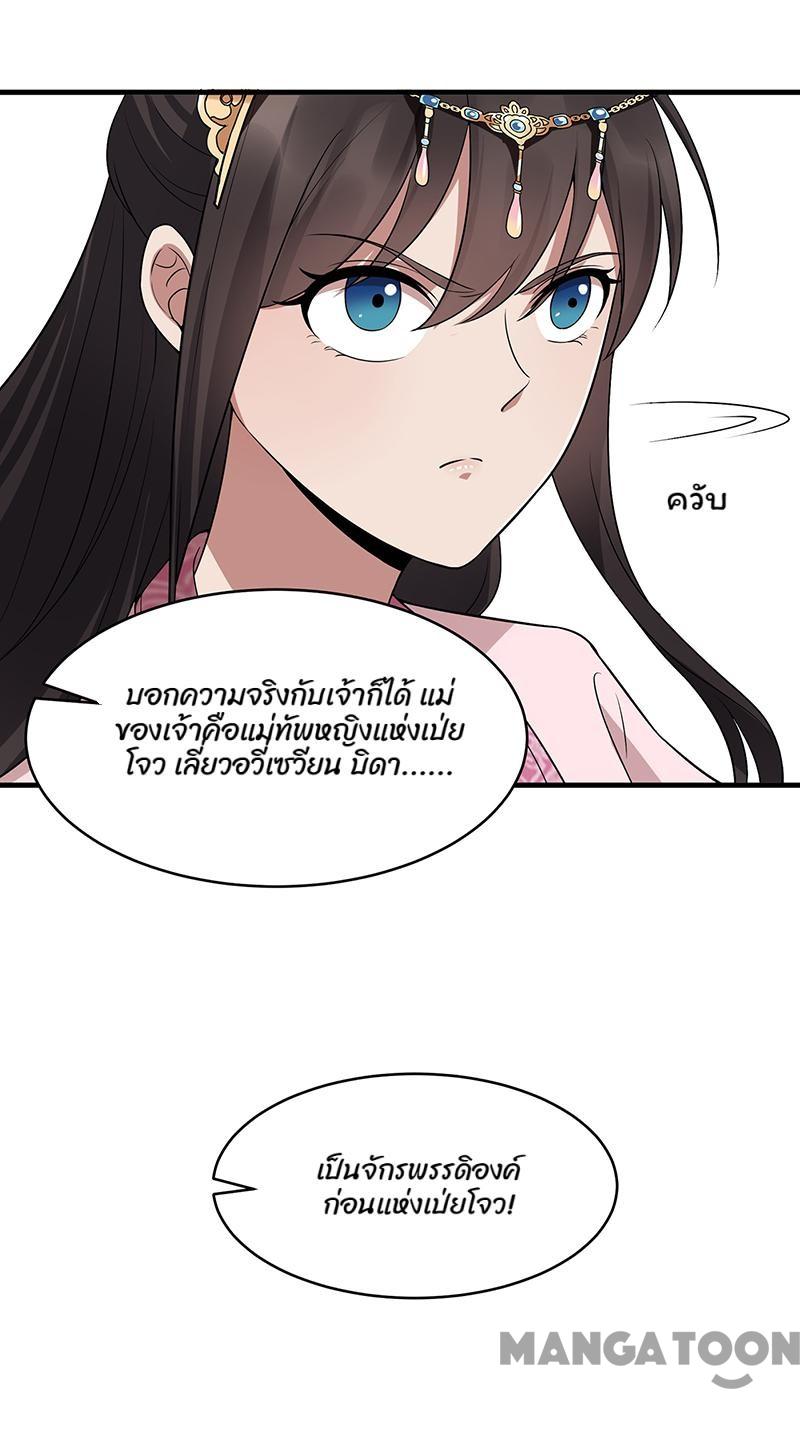 ควับ
บอกความจริงกับเจ้าก็ได้ แม่
ของเจ้าคือแม่ทัพหญิงแห่งเป่ย
โจว เลี่ยวอวี่เซวียน บิดา......
เป็นจักรพรรดิองค์
ก่อนแห่งเป่ยโจว!
MANGATOON